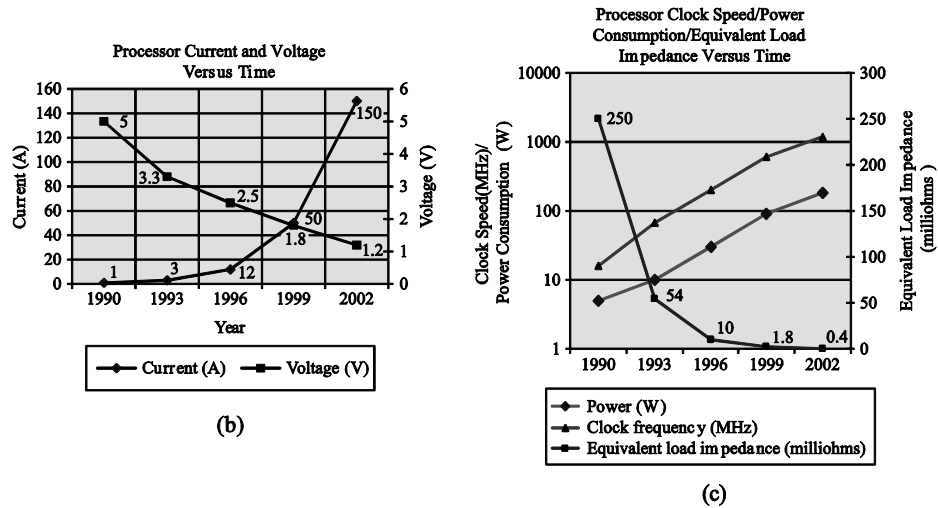 Processor Current and Voltage
Versus Time
Current (A)
160
140
120
100
80
60
40
20
0
6
5
4
3
2
1
0
Voltage (V)
5
3.3
2.5
1.8
1.2
1
3
12
50
150
1990 1993 1996 1999 2002
Year
Current (A) Voltage (V)
(b)
Processor Clock Speed/Power
Consumption/Equivalent Load
Impedance Versus Time
Clock Speed(MHz)/
Power Consumption (W)
10000
1000
100
10
1
300
250
200
150
100
50
0
Equivalent Load Impedance
(milliohms)
250
54
10
1.8
0.4
1990 1993 1996 1999 2002
Power (W)
Clock frequency (MHz)
Equivalent load impedance (milliohms)
(c)